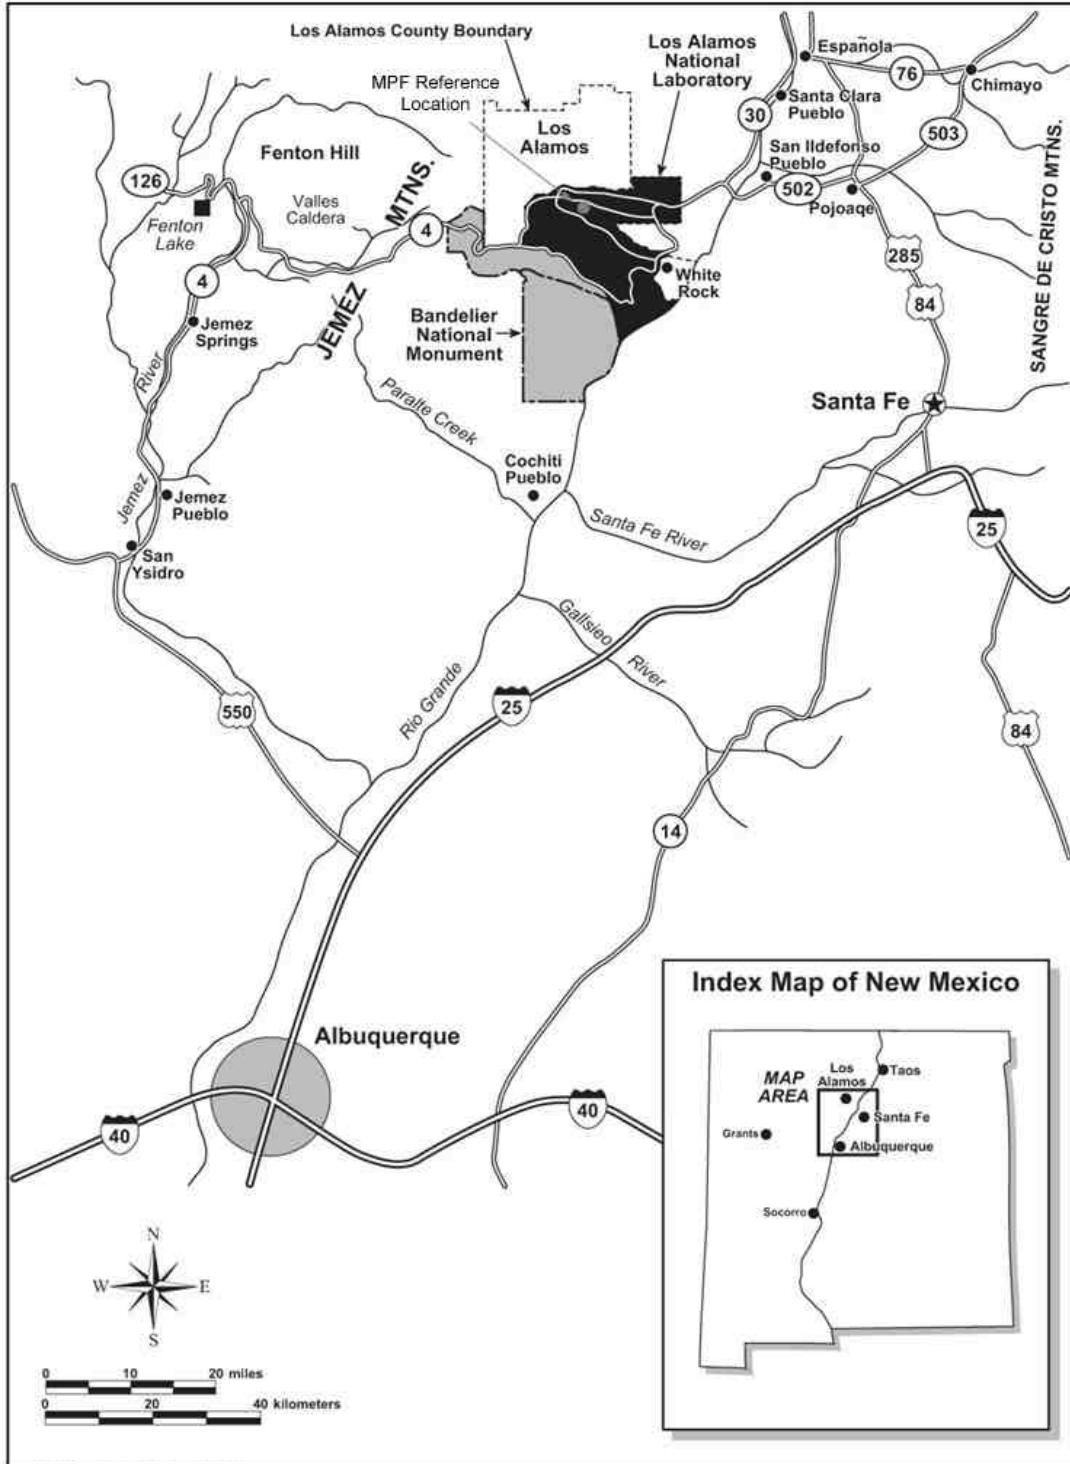 Los Alamos County Boundary
MPF Reference
Location
Los Alamos
National
Laboratory
Española
76
Chimayo
Santa Clara
Pueblo
30
503
San Ildefonso
Pueblo
502
Pojoaqe
Los
Alamos
Fenton Hill
126
Valles
Caldera
Fenton
Lake
MTNS.
JEMEZ
4
4
SANGRE DE CRISTO MTNS.
285
84
White
Rock
Bandelier
National
Monument
Jemez
Springs
River
Jemez
Paralte Creek
Santa Fe
Cochiti
Pueblo
Jemez
Pueblo
San
Ysidro
Santa Fe River
25
Galisieo
River
Rio Grande
550
25
84
14
Albuquerque
40
40
Index Map of New Mexico
MAP
AREA
Los
Alamos
Taos
Santa Fe
Grants
Albuquerque
Socorro
N
W
E
S
0 10 20 miles
0 20 40 kilometers